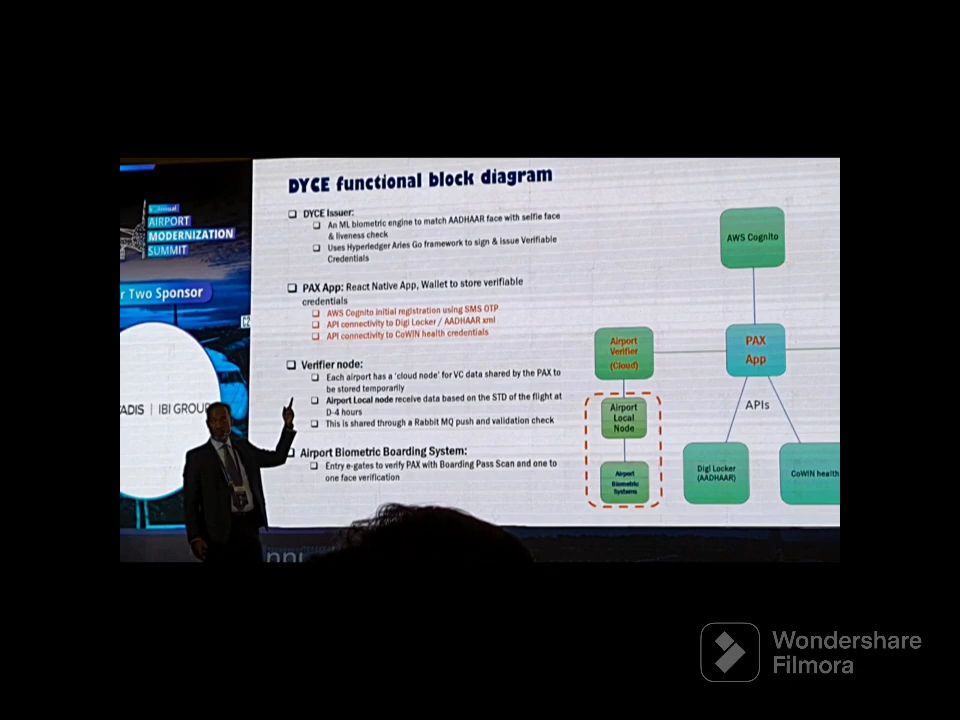 DYCE functional block diagram
DYCE Issuer:
An ML biometric engine to match AADHAAR face with selfie face
& liveness check
Uses Hyperledger Aries Go framework to sign & issue Verifiable
Credentials
PAX App: React Native App, Wallet to store verifiable
credentials
AWS Cognito initial registration using SMS OTP
API connectivity to Digi Locker / AADHAAR xml
API connectivity to CoWIN health credentials
Verifier node:
Each airport has a 'cloud node' for VC data shared by the PAX to
be stored temporarily
Airport Local node receive data based on the STD of the flight at
D-4 hours
This is shared through a Rabbit MQ push and validation check
Airport Biometric Boarding System:
Entry e-gates to verify PAX with Boarding Pass Scan and one to
one face verification
AWS Cognito
Airport
Verifier
(Cloud)
PAX
App
Airport
Local
Node
APIs
Airport
Biometric
Systems
Digi Locker
(AADHAAR)
CoWIN health
AIRPORT
MODERNIZATION
SUMMIT
r Two Sponsor
ADIS | IBI GROUP
Wondershare
Filmora